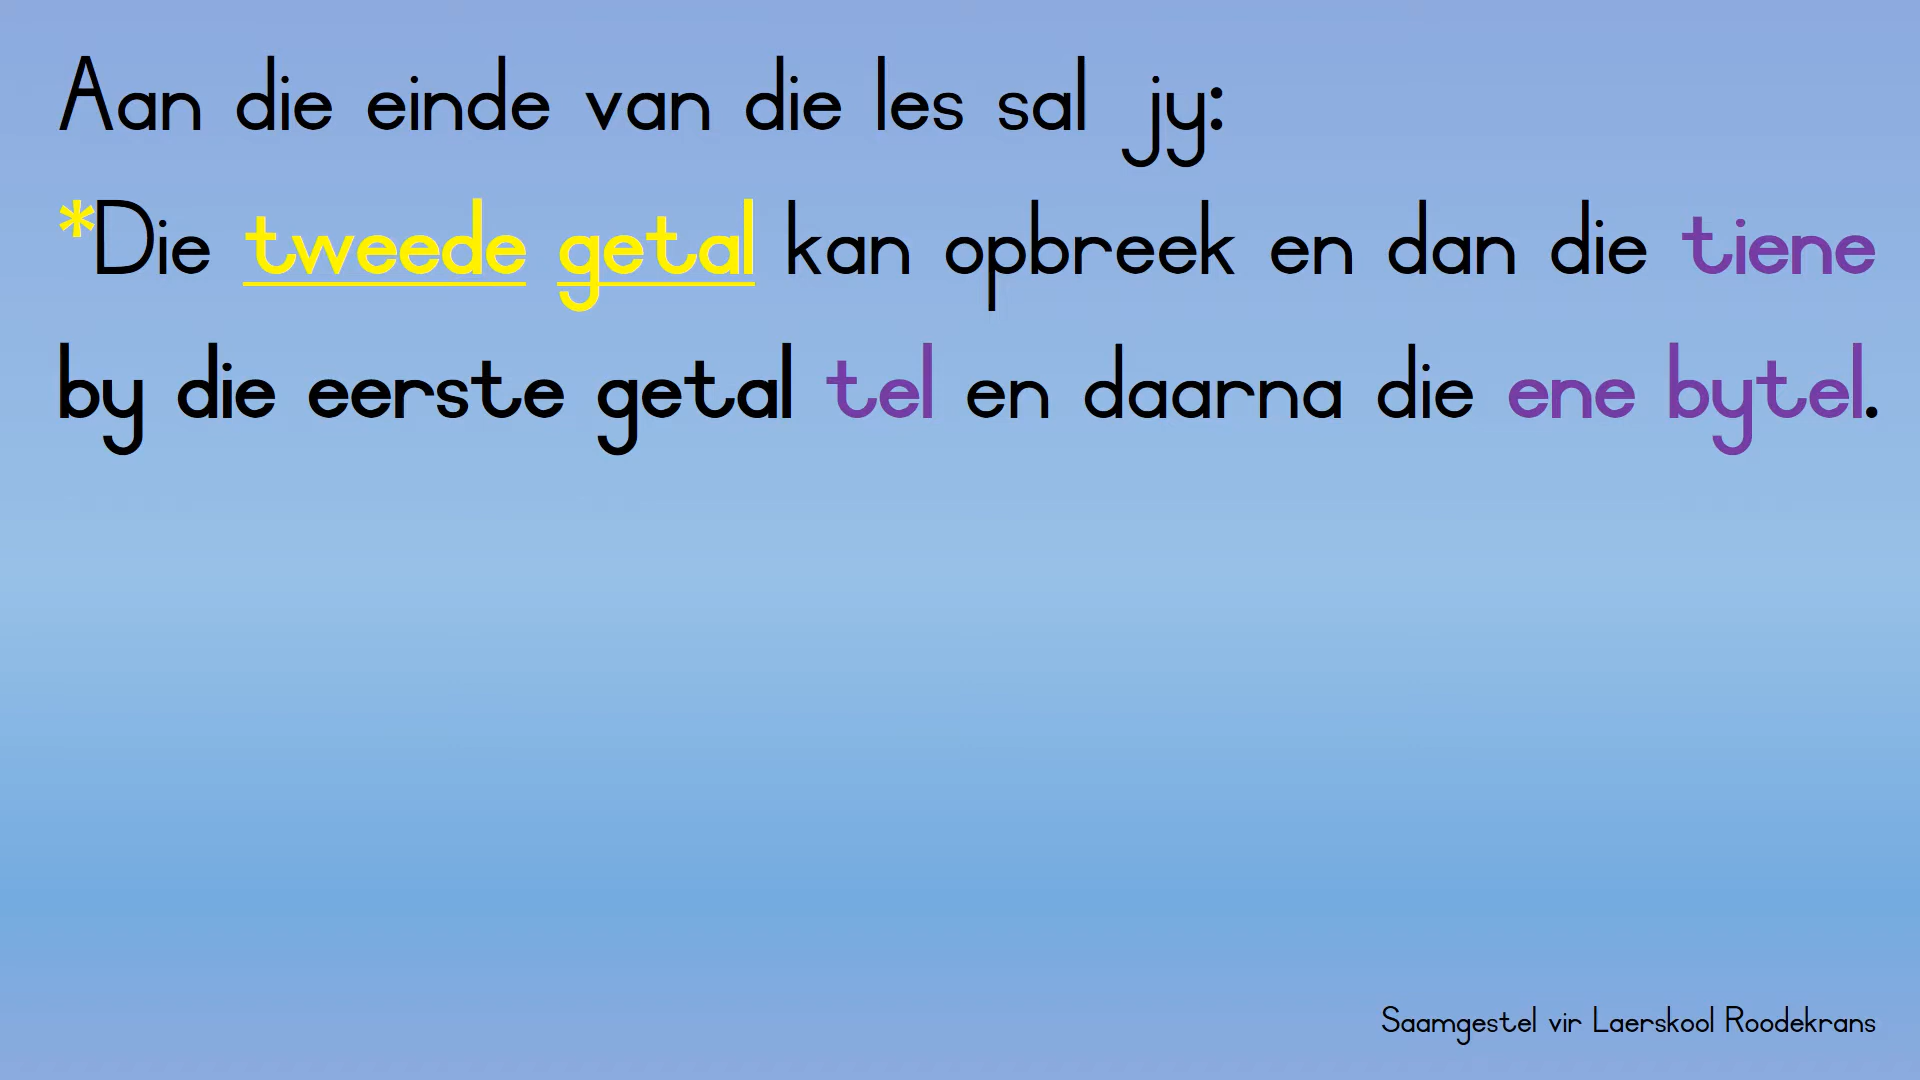 Aan die einde van die les sal jy:
*Die tweede getal kan opbreek en dan die tiene
by die eerste getal tel en daarna die ene bytel.
Saamgestel vir Laerskool Roodekrans